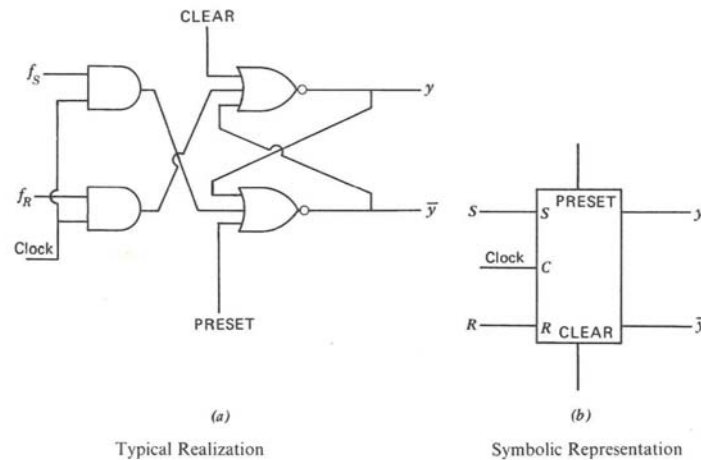 CLEAR
f_S
y
f_R
ȳ
Clock
PRESET
PRESET
S
S
y
Clock
C
R
R
CLEAR
ȳ
(a)
(b)
Typical Realization
Symbolic Representation